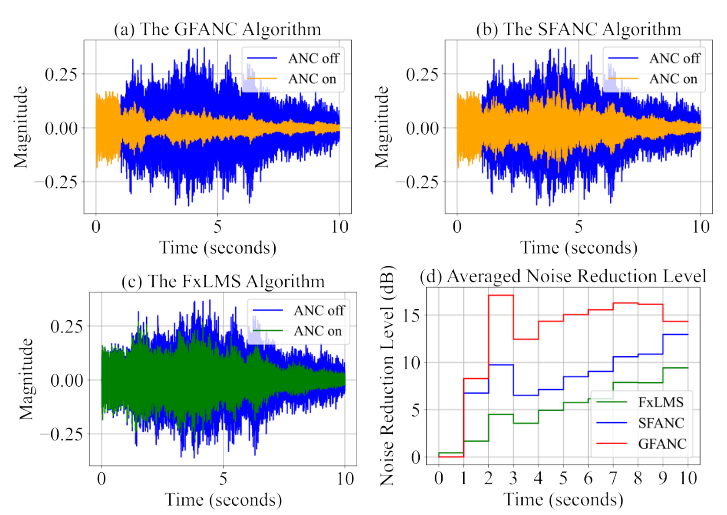 (a) The GFANC Algorithm
ANC off
ANC on
0.25
0.00
−0.25
Magnitude
0
5
10
Time (seconds)
(b) The SFANC Algorithm
ANC off
ANC on
0.25
0.00
−0.25
Magnitude
0
5
10
Time (seconds)
(c) The FxLMS Algorithm
ANC off
ANC on
0.25
0.00
−0.25
Magnitude
0
5
10
Time (seconds)
(d) Averaged Noise Reduction Level
Noise Reduction Level (dB)
15
10
5
0
FxLMS
SFANC
GFANC
0 1 2 3 4 5 6 7 8 9 10
Time (seconds)